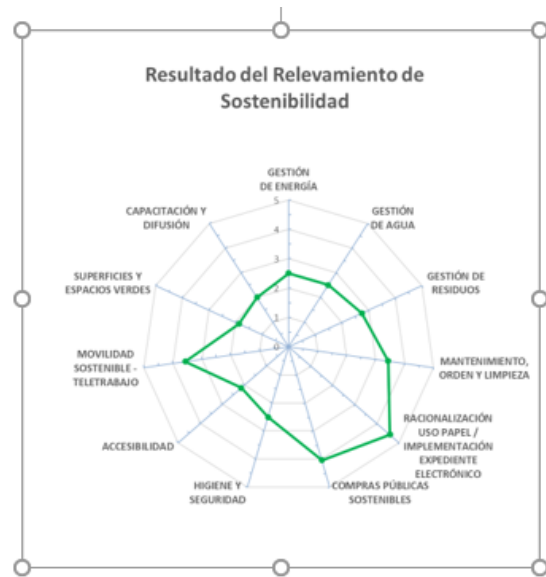 Resultado del Relevamiento de
Sostenibilidad
GESTIÓN
DE ENERGÍA
GESTIÓN
DE AGUA
GESTIÓN DE
RESIDUOS
MANTENIMIENTO,
ORDEN Y LIMPIEZA
RACIONALIZACIÓN
USO PAPEL /
IMPLEMENTACIÓN
EXPEDIENTE
ELECTRÓNICO
COMPRAS PÚBLICAS
SOSTENIBLES
HIGIENE Y
SEGURIDAD
ACCESIBILIDAD
MOVILIDAD
SOSTENIBLE -
TELETRABAJO
SUPERFICIES Y
ESPACIOS VERDES
CAPACITACIÓN Y
DIFUSIÓN
5
4
3
2
1
0